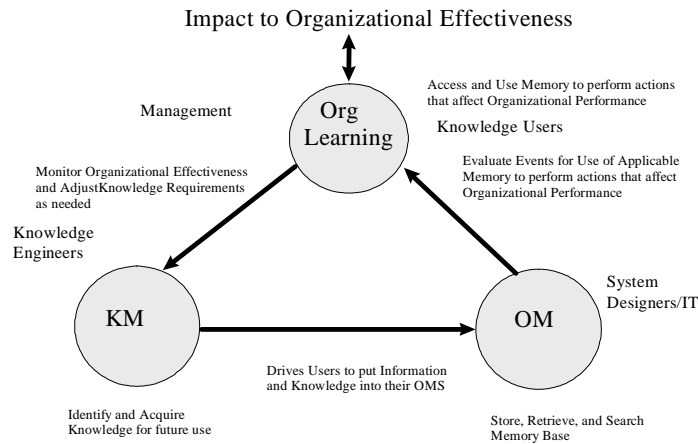 Impact to Organizational Effectiveness
Access and Use Memory to perform actions
that affect Organizational Performance
Management
Org
Learning
Knowledge Users
Monitor Organizational Effectiveness
and AdjustKnowledge Requirements
as needed
Evaluate Events for Use of Applicable
Memory to perform actions that affect
Organizational Performance
Knowledge
Engineers
System
Designers/IT
KM
OM
Drives Users to put Information
and Knowledge into their OMS
Identify and Acquire
Knowledge for future use
Store, Retrieve, and Search
Memory Base